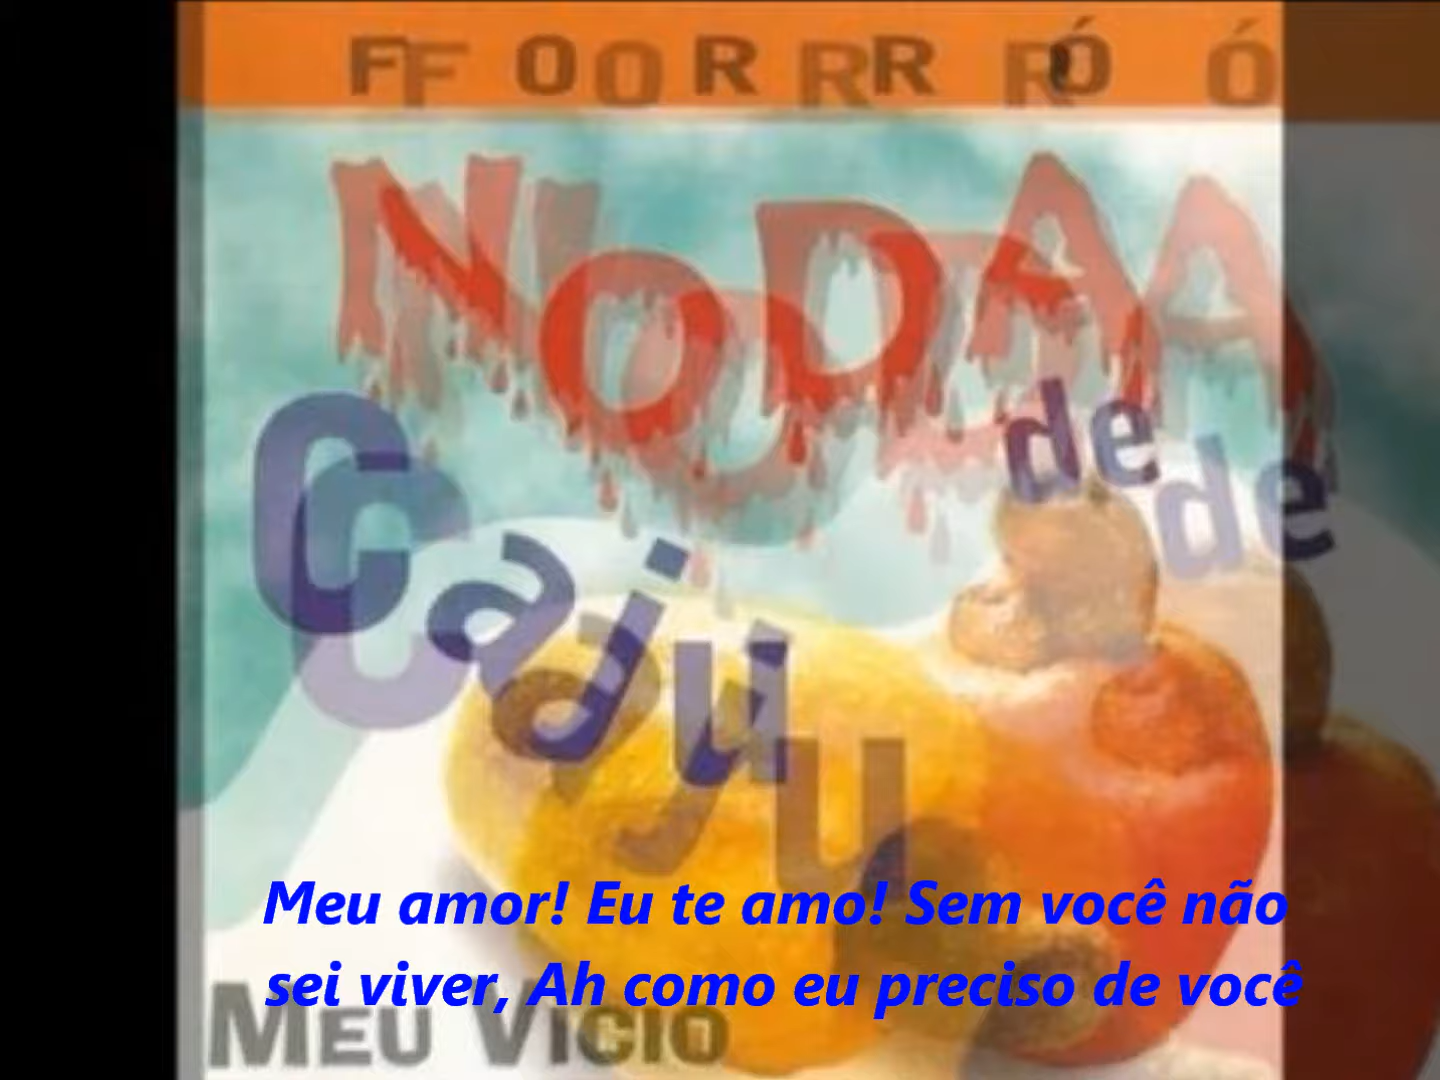 FORRÓ
NODA
de
Caju
Meu amor! Eu te amo! Sem você não
sei viver, Ah como eu preciso de você
MEU VICIO